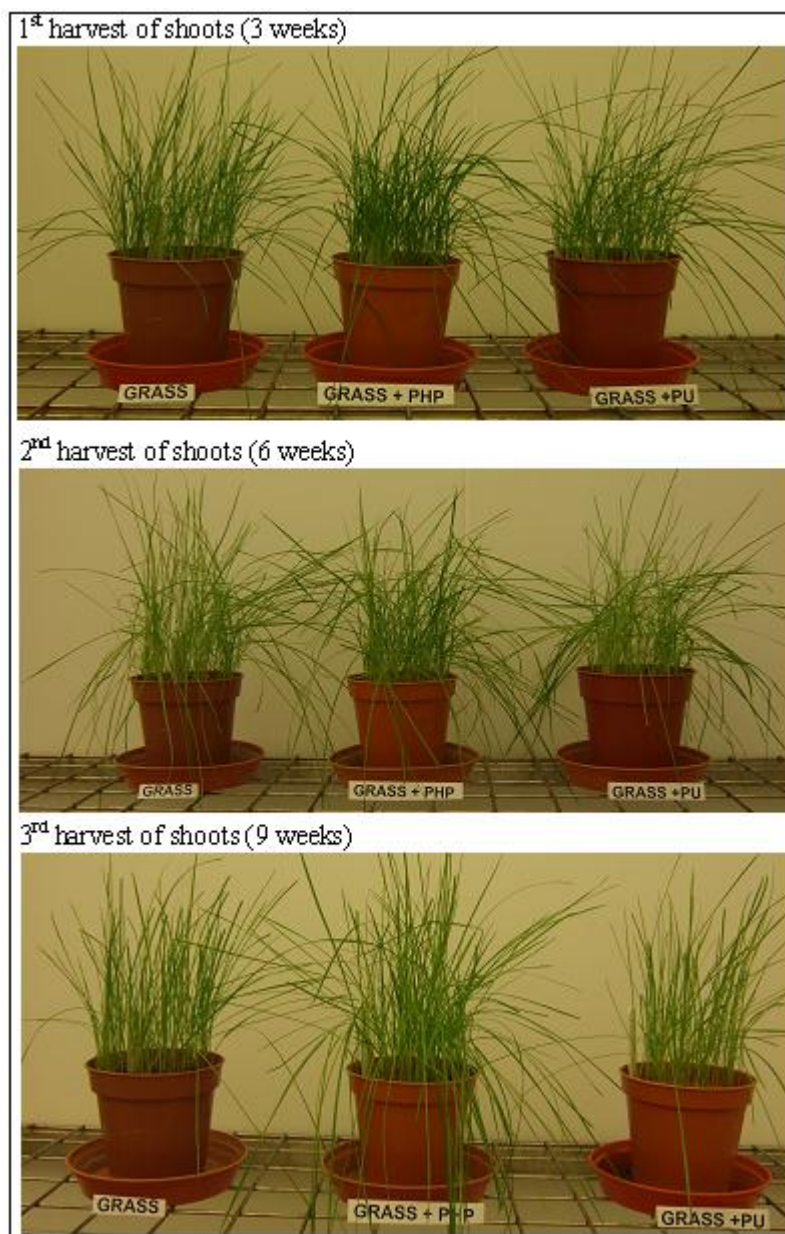 1st harvest of shoots (3 weeks)
GRASS
GRASS + PHP
GRASS +PU
2nd harvest of shoots (6 weeks)
GRASS
GRASS + PHP
GRASS +PU
3rd harvest of shoots (9 weeks)
GRASS
GRASS + PHP
GRASS +PU